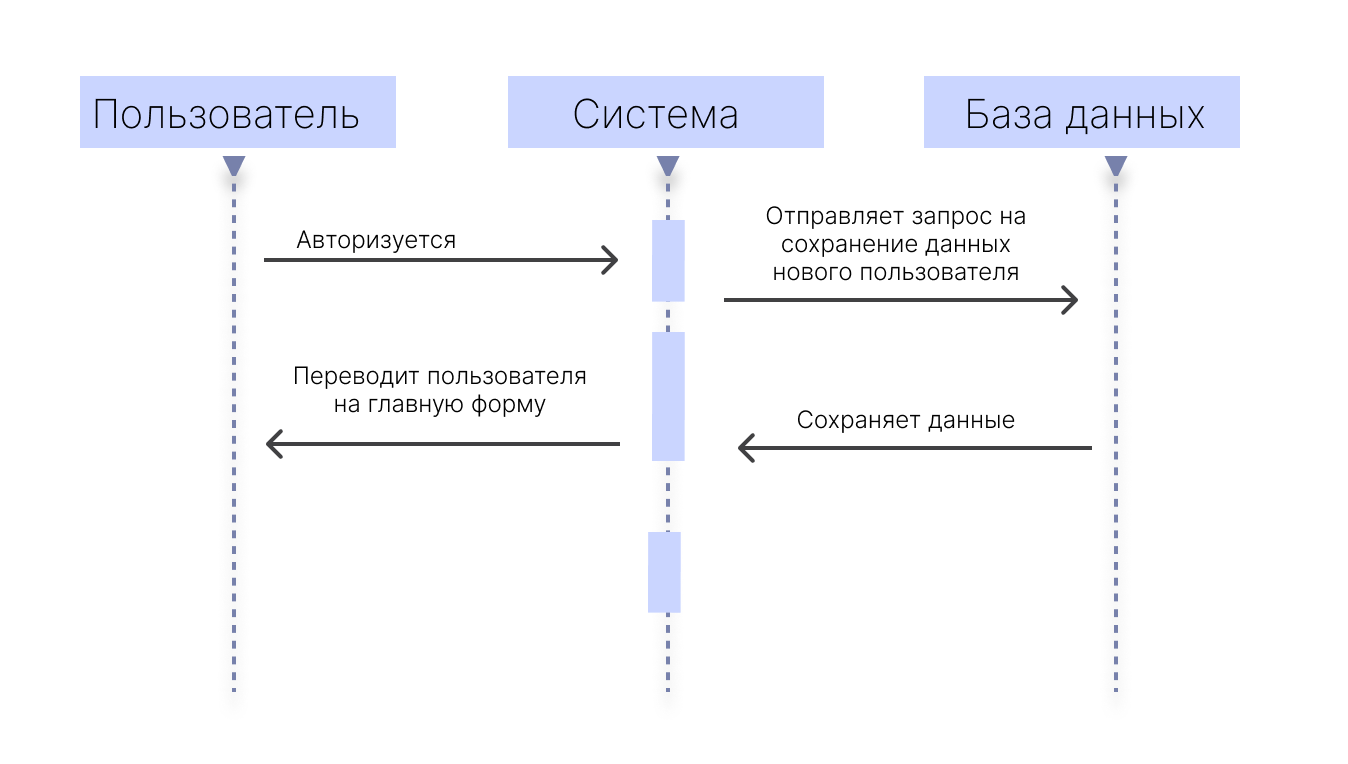 Пользователь
Система
База данных
Авторизуется
Отправляет запрос на
сохранение данных
нового пользователя
Переводит пользователя
на главную форму
Сохраняет данные